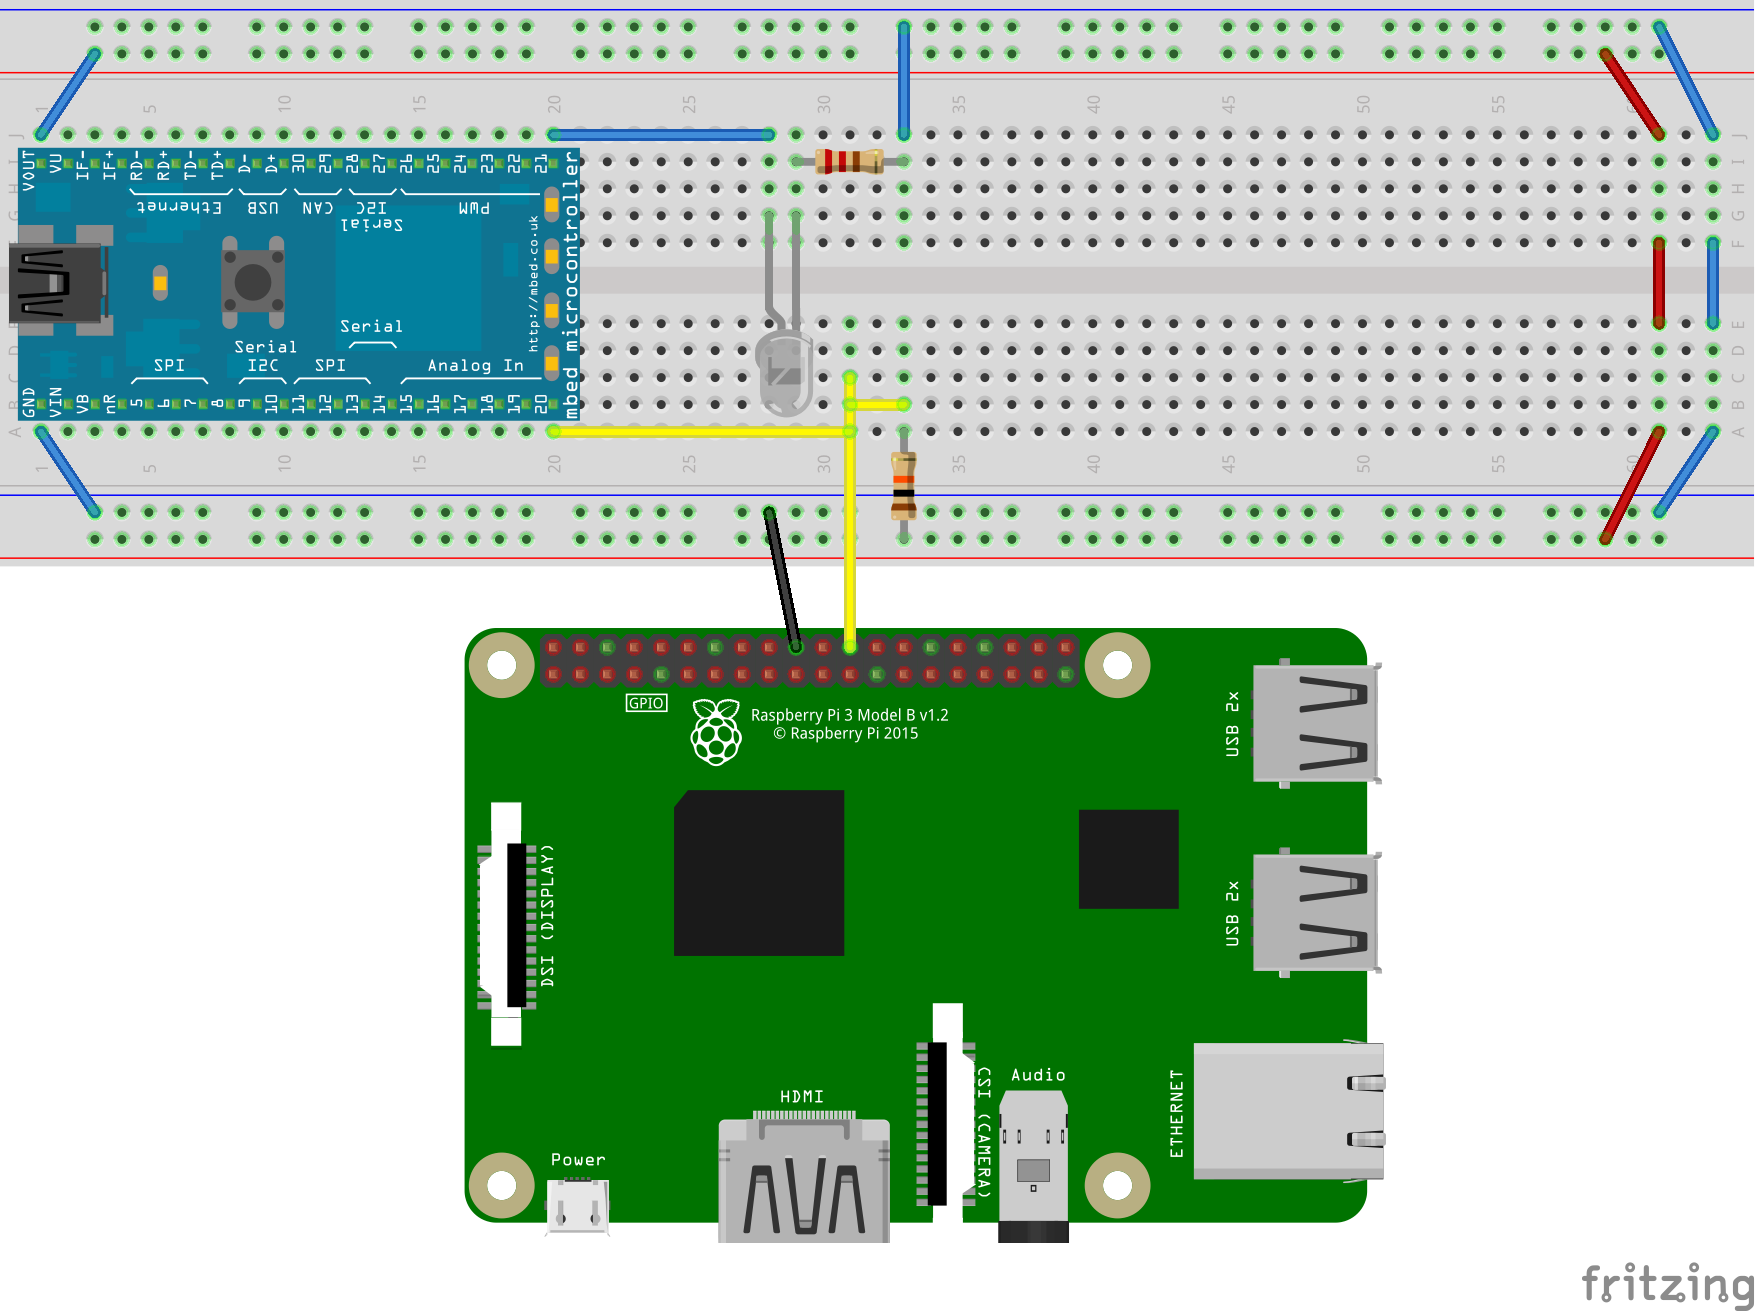 1 5 10 15 20 25 30 35 40 45 50 55 60
J J
I I
H H
G G
F F
E
D D
C C
B B
A A
VOUT VU IF- IF+ RD- RD+ TD- TD+ D- D+ 30 29 28 27 26 25 24 23 22 21
Ethernet USB CAN I2C PWM
Serial
mbed microcontroller
http://mbed.co.uk
Serial
Serial
SPI I2C SPI Analog In
GND VIN VB nR 5 6 7 8 9 10 11 12 13 14 15 16 17 18 19 20
1 5 10 15 20 25 30 35 40 45 50 55 60
GPIO
Raspberry Pi 3 Model B v1.2
© Raspberry Pi 2015
USB 2x
USB 2x
DSI (DISPLAY)
CSI (CAMERA)
Audio
ETHERNET
HDMI
Power
fritzing